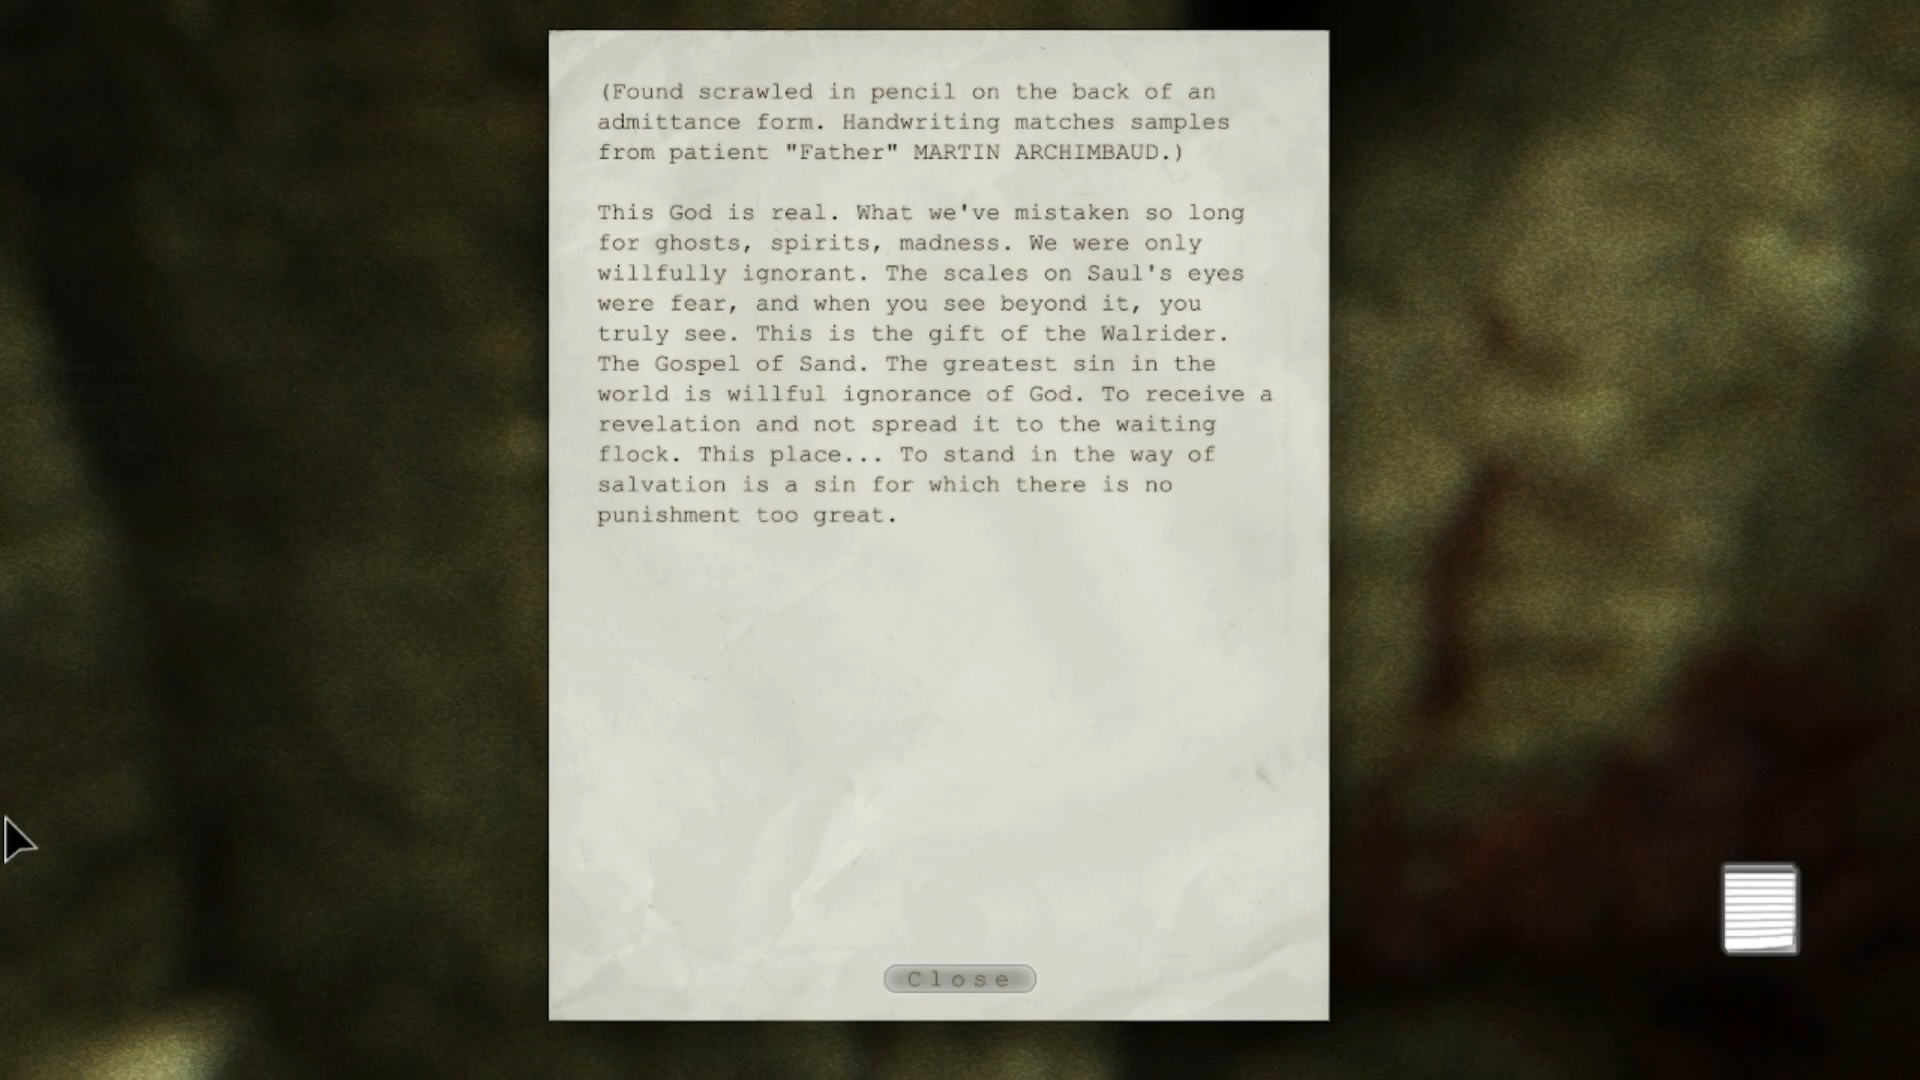 (Found scrawled in pencil on the back of an
admittance form. Handwriting matches samples
from patient "Father" MARTIN ARCHIMBAUD.)
This God is real. What we've mistaken so long
for ghosts, spirits, madness. We were only
willfully ignorant. The scales on Saul's eyes
were fear, and when you see beyond it, you
truly see. This is the gift of the Walrider.
The Gospel of Sand. The greatest sin in the
world is willful ignorance of God. To receive a
revelation and not spread it to the waiting
flock. This place... To stand in the way of
salvation is a sin for which there is no
punishment too great.
Close